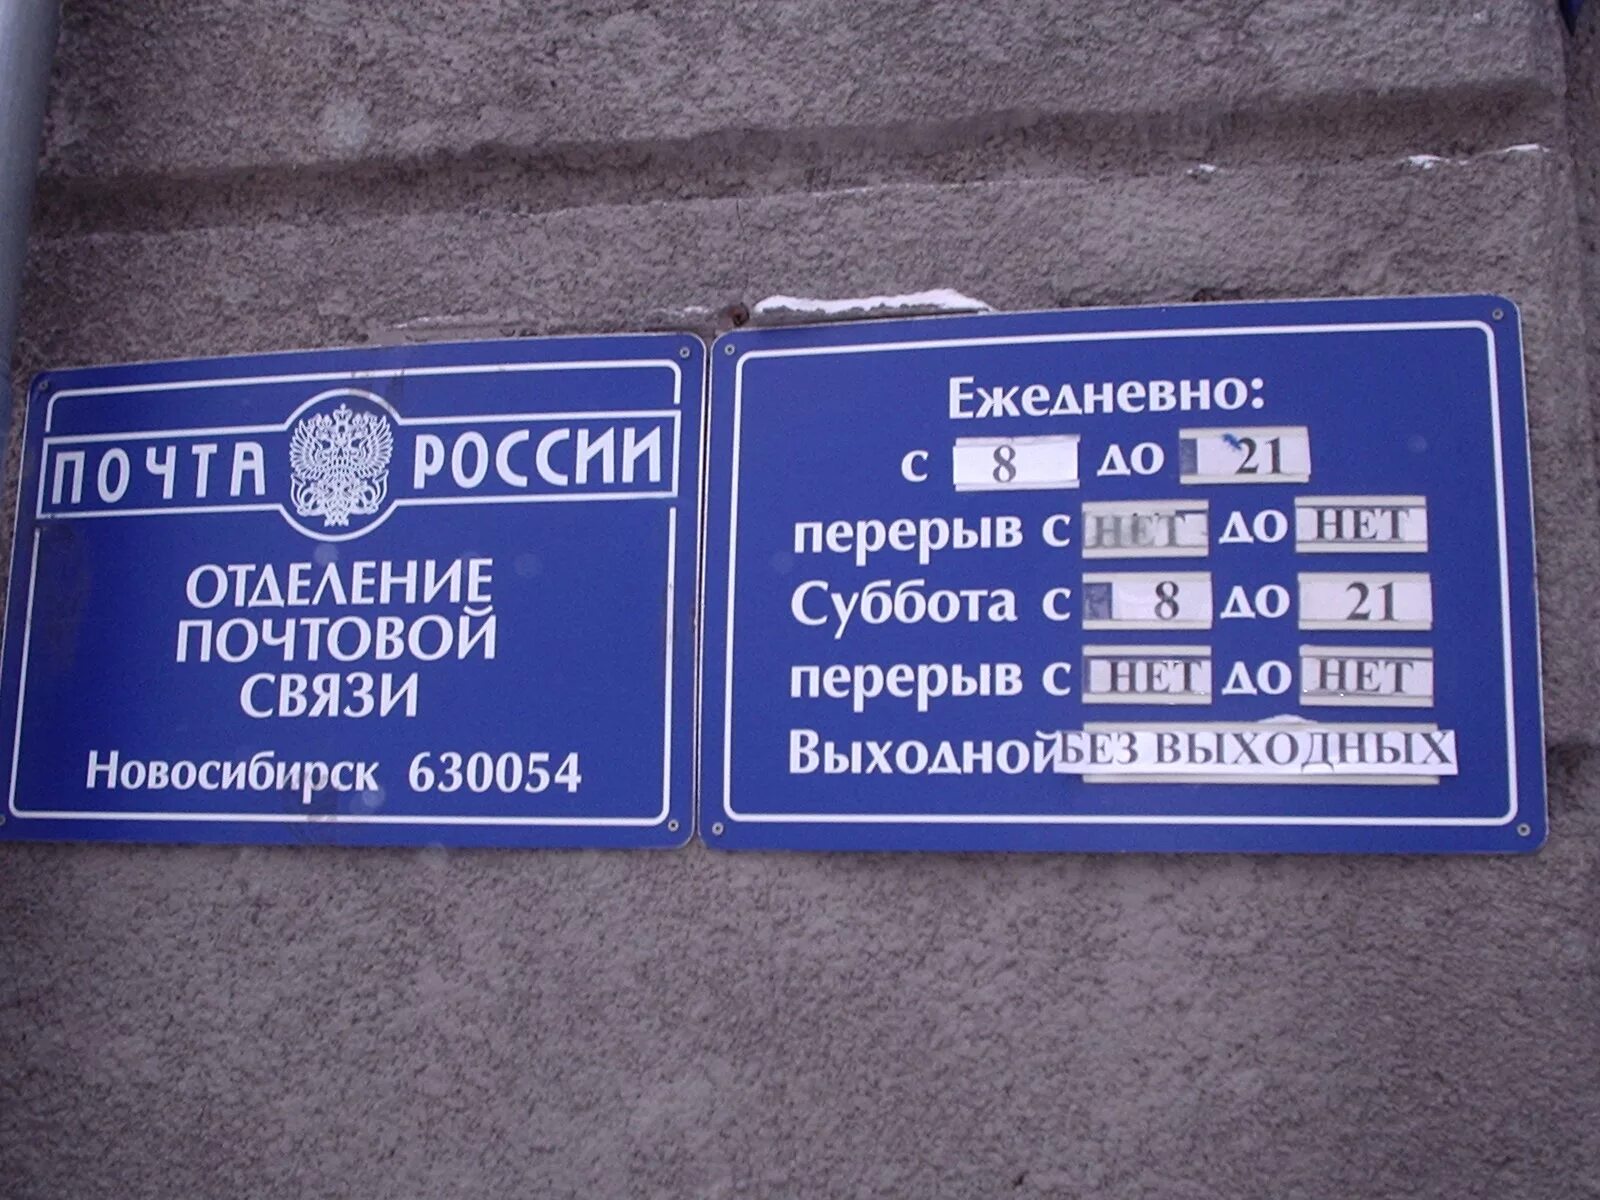 ПОЧТА РОССИИ
ОТДЕЛЕНИЕ
ПОЧТОВОЙ
СВЯЗИ
Новосибирск 630054
Ежедневно:
с 8 до 21
перерыв с НЕТ до НЕТ
Суббота с 8 до 21
перерыв с НЕТ до НЕТ
Выходной БЕЗ ВЫХОДНЫХ